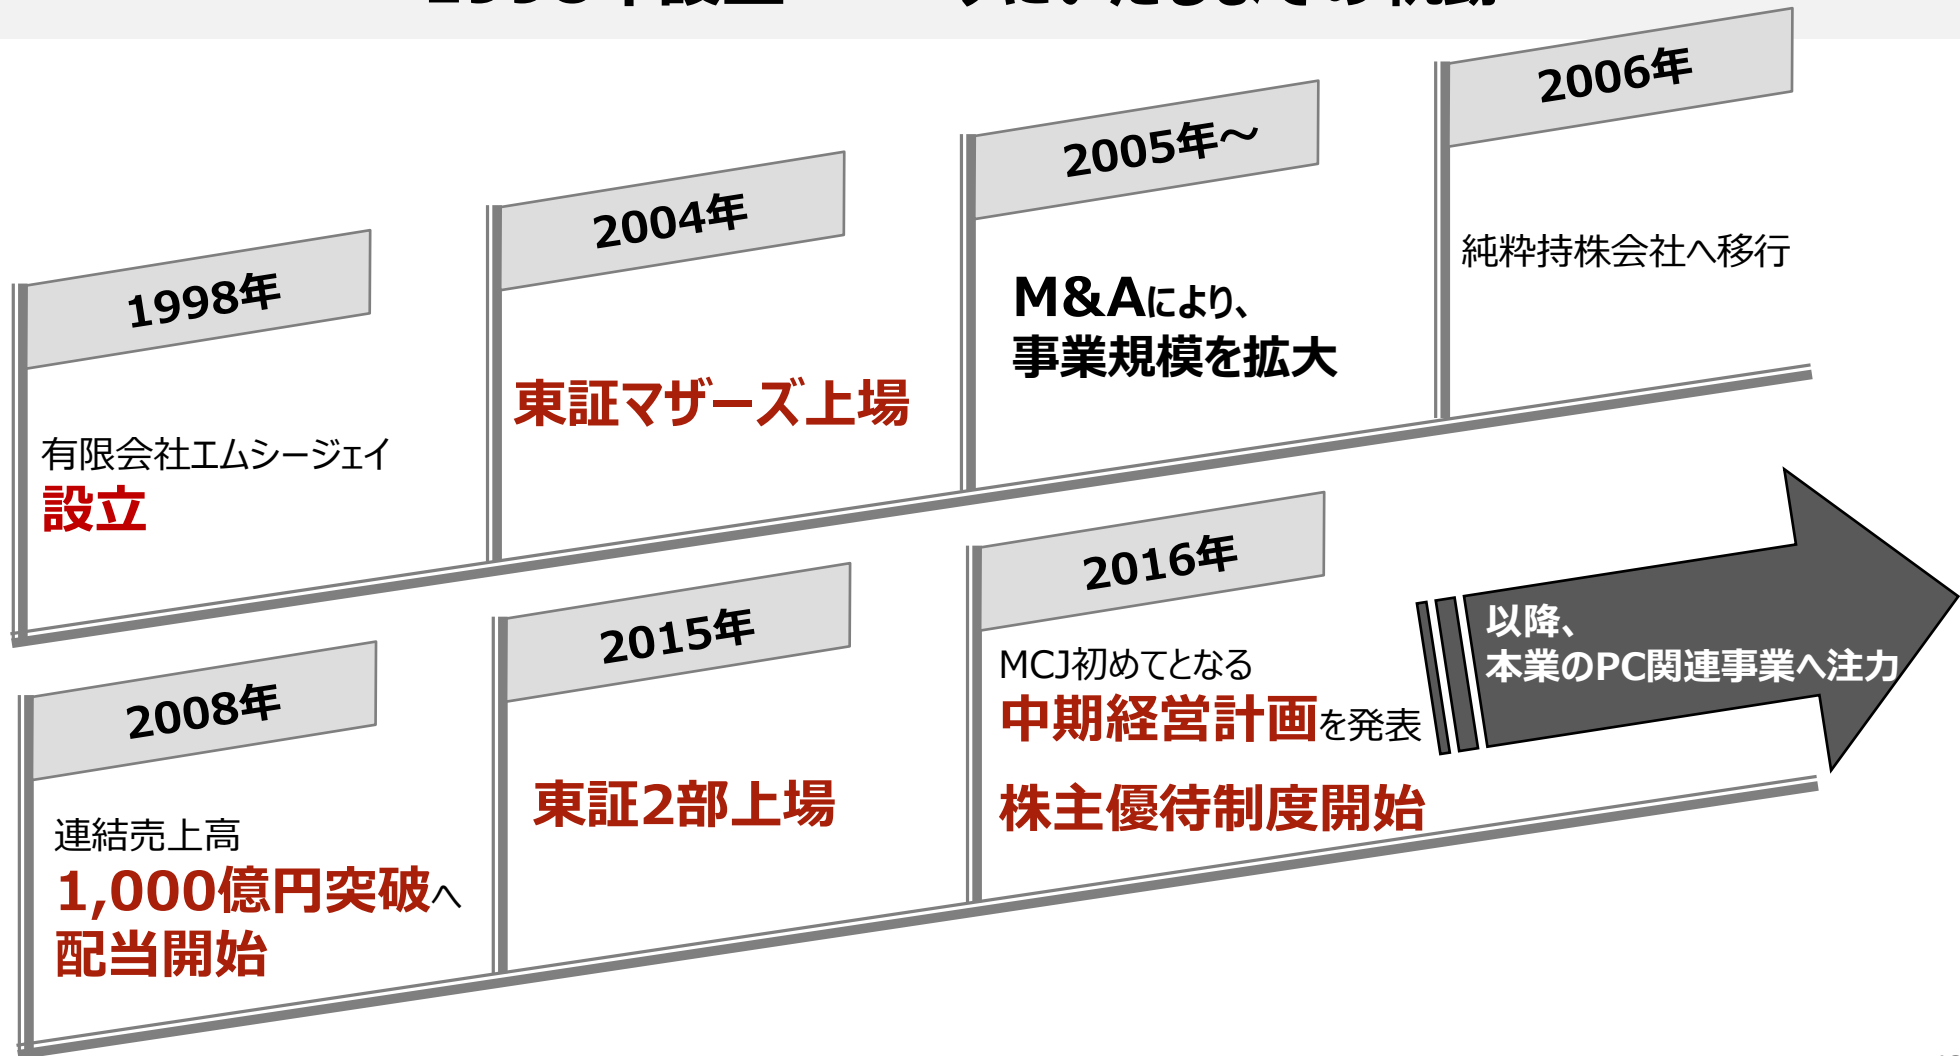 1998年
有限会社エムシージェイ
設立
2004年
東証マザーズ上場
2005年～
M&Aにより、
事業規模を拡大
2006年
純粋持株会社へ移行
2008年
連結売上高
1,000億円突破へ
配当開始
2015年
東証2部上場
2016年
MCJ初めてとなる
中期経営計画を発表
株主優待制度開始
以降、
本業のPC関連事業へ注力